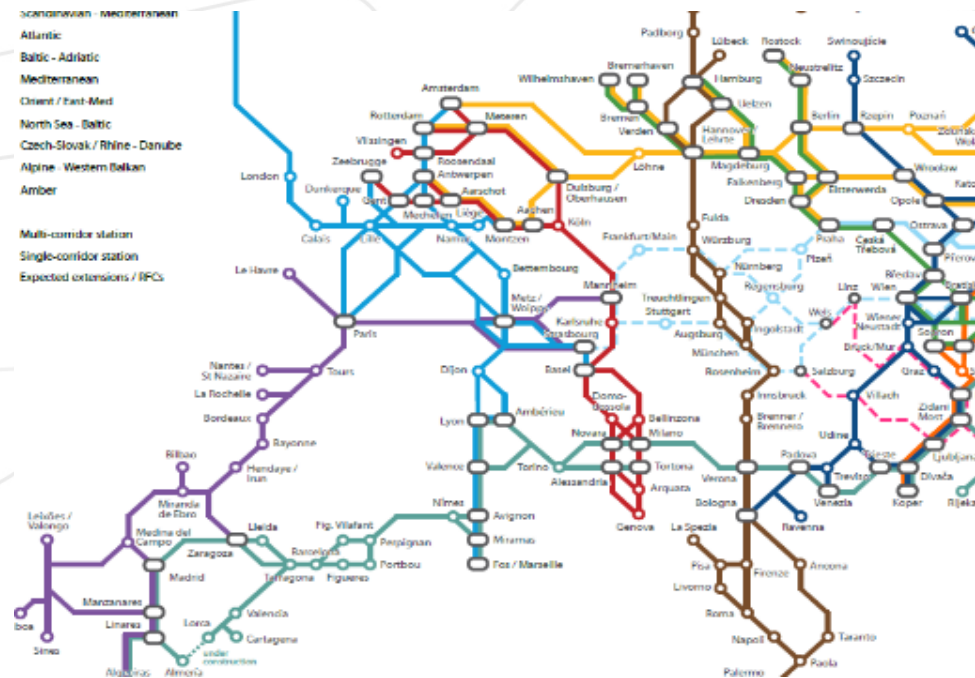 Scandinavian - Mediterranean
Atlantic
Baltic - Adriatic
Mediterranean
Orient / East-Med
North Sea - Baltic
Czech-Slovak / Rhine - Danube
Alpine - Western Balkan
Amber
Multi-corridor station
Single-corridor station
Expected extensions / RFCs
Padborg
Lübeck
Rostock
Swinoujście
Bremerhaven
Wilhelmshaven
Hamburg
Neustrelitz
Szczecin
Amsterdam
Uelzen
Rotterdam
Meteren
Bremen
Verden
Hannover /
Lehrte
Berlin
Rzepin
Poznań
Vlissingen
Zeebrugge
Roosendaal
Löhne
Magdeburg
London
Dunkerque
Antwerpen
Duisburg /
Oberhausen
Falkenberg
Elsterwerda
Wrocław
Gent
Aarschot
Mechelen
Liège
Aachen
Dresden
Opole
Calais
Lille
Namur
Montzen
Köln
Fulda
Praha
Česká
Třebová
Ostrava
Frankfurt/Main
Würzburg
Plzeň
Přerov
Le Havre
Bettembourg
Nürnberg
Regensburg
Linz
Wien
Břeclav
Metz /
Woippy
Mannheim
Treuchtlingen
Stuttgart
Wels
Wiener
Neustadt
Sopron
Paris
Karlsruhe
Strasbourg
Augsburg
Ingolstadt
München
Bruck/Mur
Nantes /
St Nazaire
Tours
Dijon
Basel
Rosenheim
Salzburg
Graz
La Rochelle
Domo-
dossola
Innsbruck
Villach
Zidani
Most
Bordeaux
Lyon
Ambérieu
Bellinzona
Brenner /
Brennero
Bayonne
Novara
Milano
Udine
Ljubljana
Bilbao
Hendaye /
Irun
Valence
Torino
Tortona
Verona
Padova
Treviso
Trieste
Divača
Alessandria
Arquata
Bologna
Venezia
Koper
Rijeka
Miranda
de Ebro
Nîmes
Avignon
Genova
La Spezia
Ravenna
Leixões /
Valongo
Medina del
Campo
Lleida
Fig. Vilafant
Perpignan
Miramas
Zaragoza
Barcelona
Madrid
Tarragona
Figueres
Portbou
Fos / Marseille
Pisa
Firenze
Ancona
Livorno
Manzanares
Valencia
Roma
Linares
Lorca
Cartagena
Napoli
Taranto
Sines
under
construction
Algeciras
Almería
Palermo
Paola